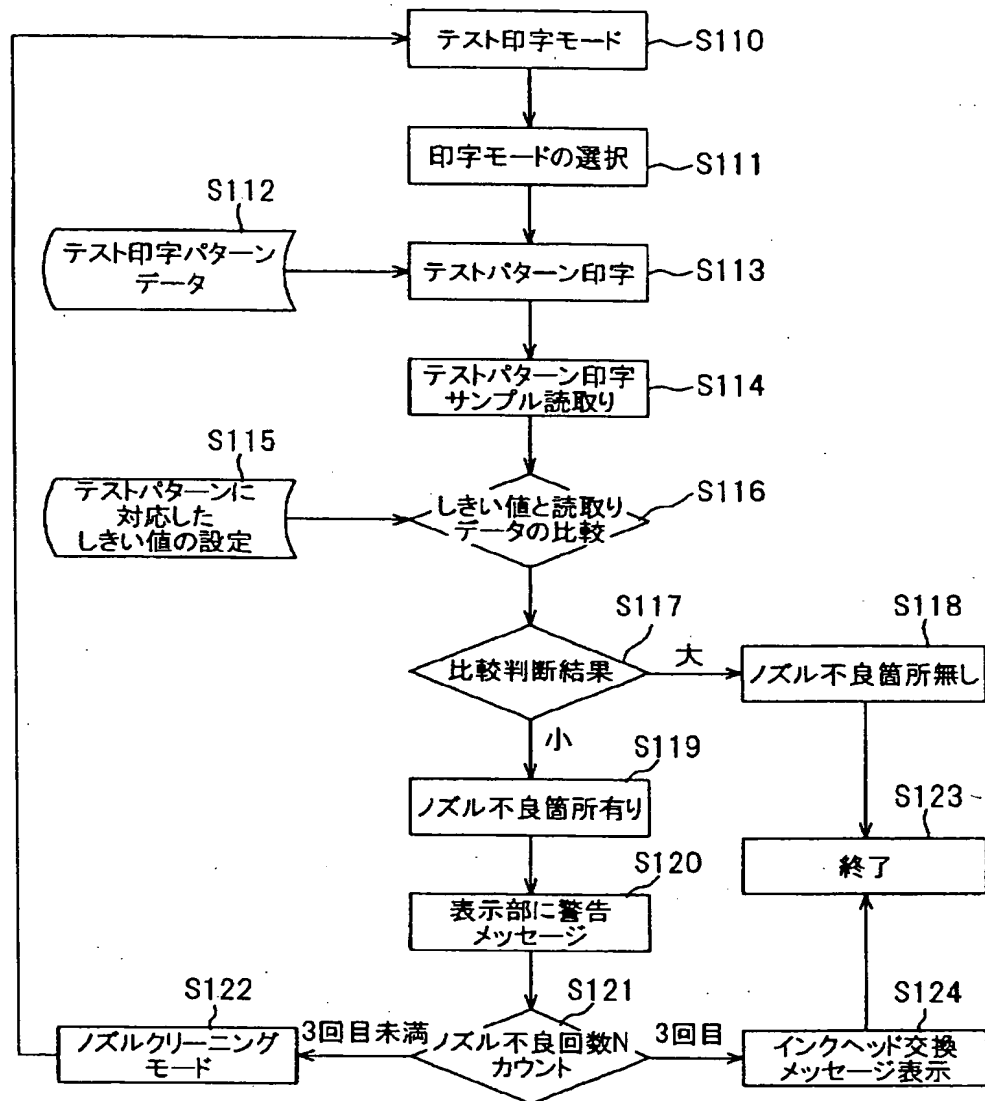 テスト印字モード
S110
印字モードの選択
S111
S112
テスト印字パターン
データ
テストパターン印字
S113
テストパターン印字
サンプル読取り
S114
S115
テストパターンに
対応した
しきい値の設定
しきい値と読取り
データの比較
S116
S117
比較判断結果
大
S118
ノズル不良箇所無し
小
S119
ノズル不良箇所有り
S123
終了
S120
表示部に警告
メッセージ
S121
ノズル不良回数N
カウント
3回目未満
S122
ノズルクリーニング
モード
3回目
S124
インクヘッド交換
メッセージ表示